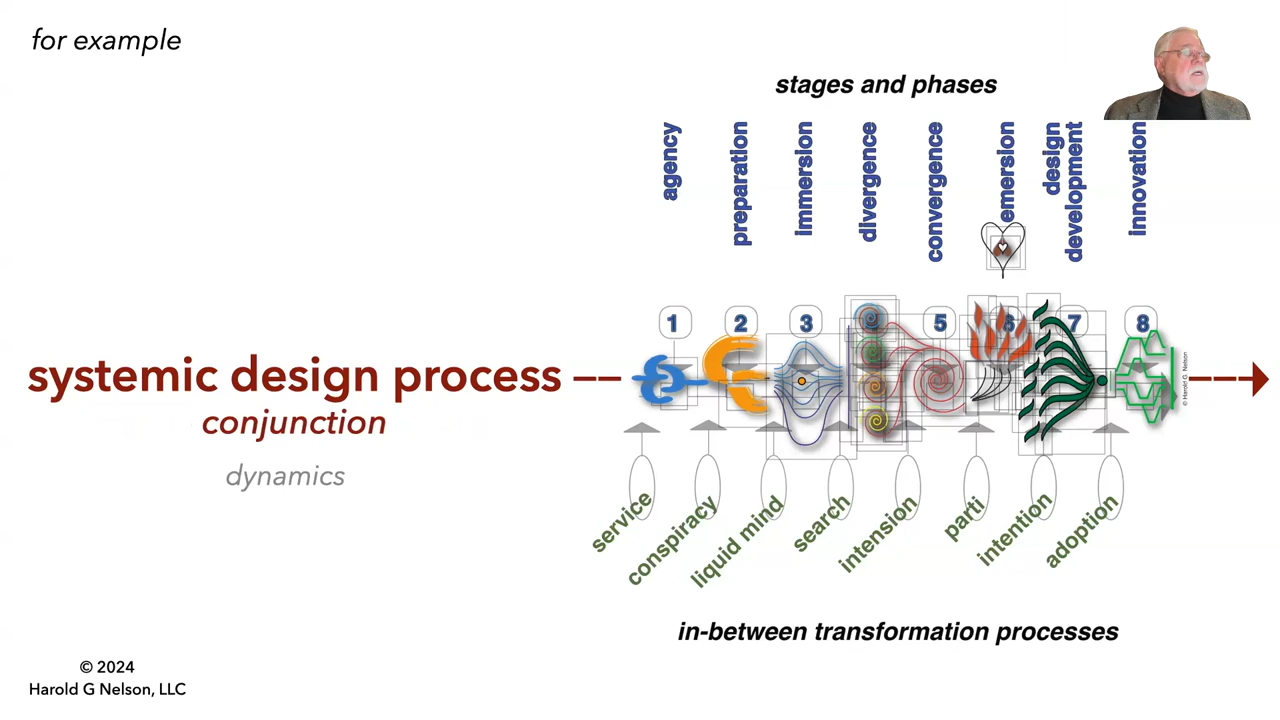 for example
stages and phases
agency
preparation
immersion
divergence
convergence
emersion
design
development
innovation
1
2
3
5
6
7
8
systemic design process
conjunction
dynamics
© Harold G. Nelson
service
conspiracy
liquid mind
search
intension
parti
intention
adoption
in-between transformation processes
© 2024
Harold G Nelson, LLC